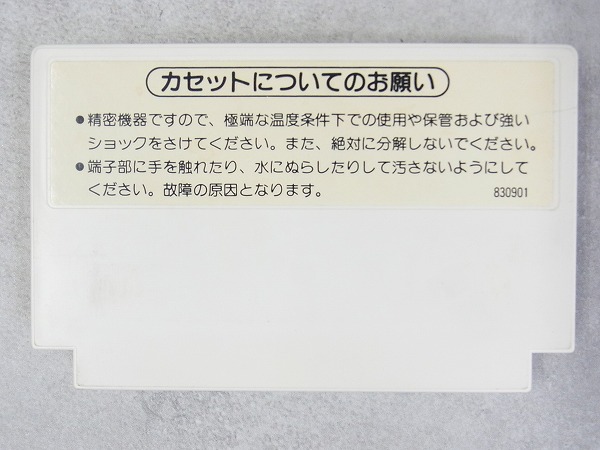 カセットについてのお願い
●精密機器ですので、極端な温度条件下での使用や保管および強い
ショックをさけてください。また、絶対に分解しないでください。
●端子部に手を触れたり、水にぬらしたりして汚さないようにして
ください。故障の原因となります。 830901